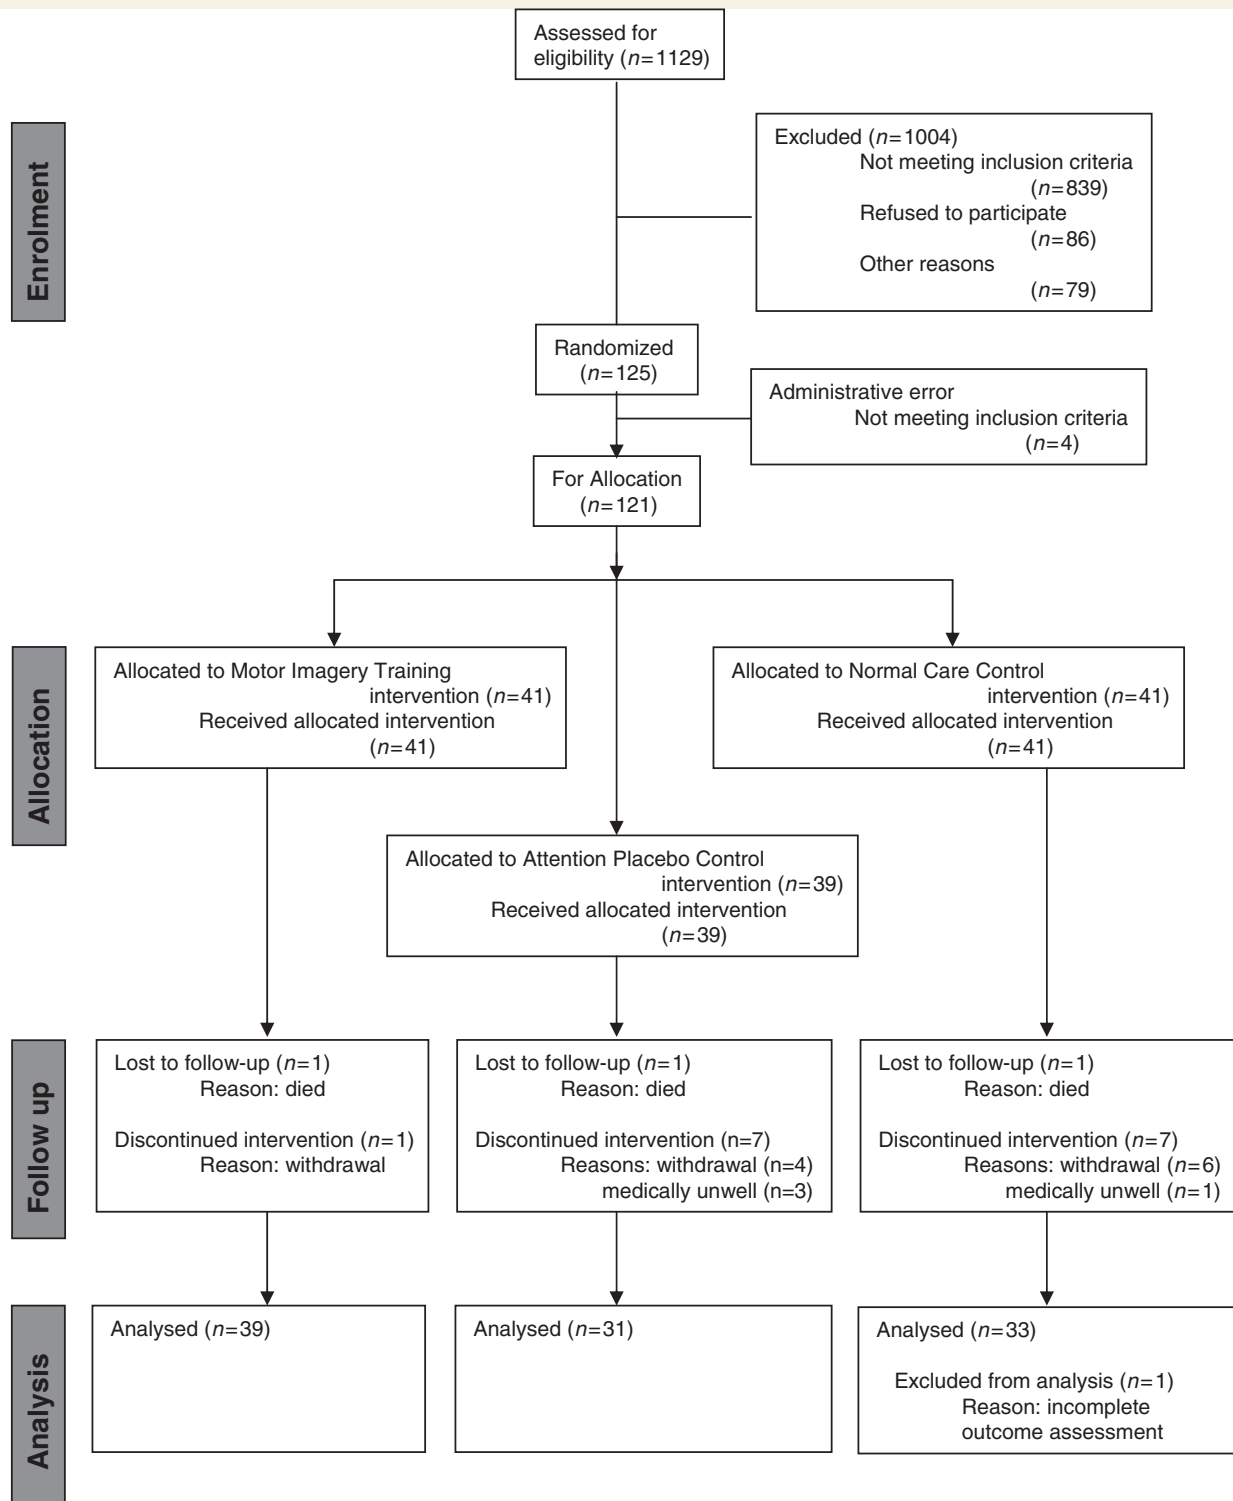 Assessed for
eligibility (n=1129)
Enrolment
Excluded (n=1004)
Not meeting inclusion criteria
(n=839)
Refused to participate
(n=86)
Other reasons
(n=79)
Randomized
(n=125)
Administrative error
Not meeting inclusion criteria
(n=4)
For Allocation
(n=121)
Allocation
Allocated to Motor Imagery Training
intervention (n=41)
Received allocated intervention
(n=41)
Allocated to Normal Care Control
intervention (n=41)
Received allocated intervention
(n=41)
Allocated to Attention Placebo Control
intervention (n=39)
Received allocated intervention
(n=39)
Follow up
Lost to follow-up (n=1)
Reason: died
Discontinued intervention (n=1)
Reason: withdrawal
Lost to follow-up (n=1)
Reason: died
Discontinued intervention (n=7)
Reasons: withdrawal (n=4)
medically unwell (n=3)
Lost to follow-up (n=1)
Reason: died
Discontinued intervention (n=7)
Reasons: withdrawal (n=6)
medically unwell (n=1)
Analysis
Analysed (n=39)
Analysed (n=31)
Analysed (n=33)
Excluded from analysis (n=1)
Reason: incomplete
outcome assessment